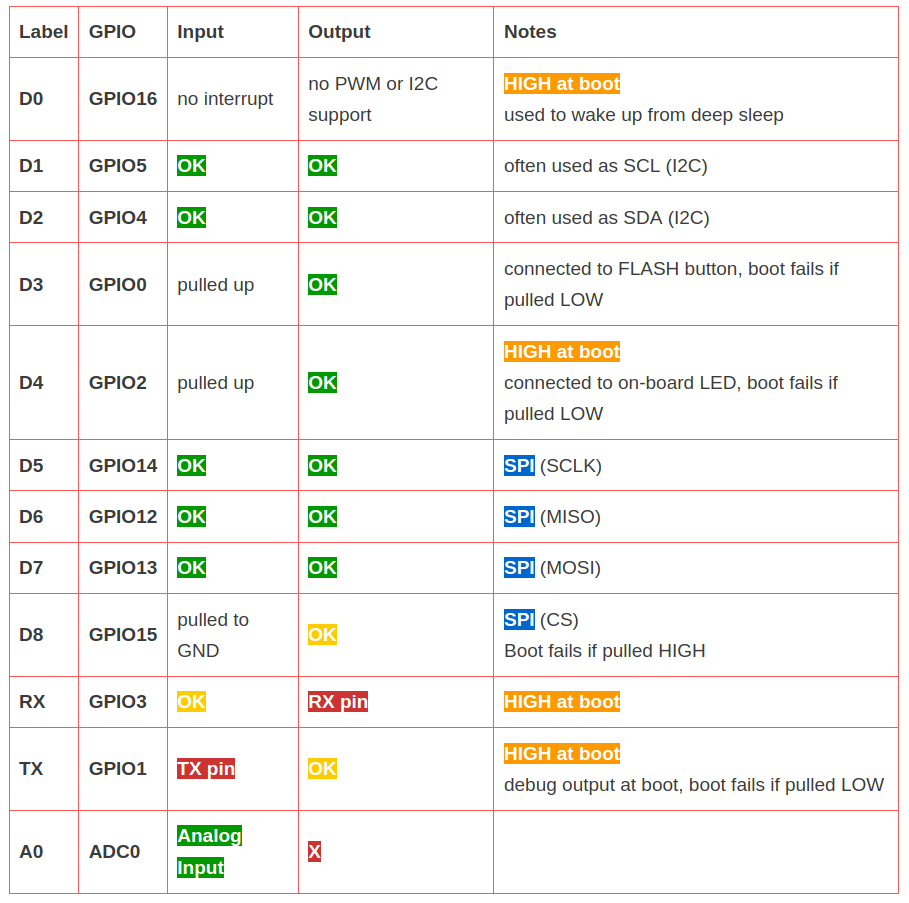 Label GPIO Input Output Notes
D0 GPIO16 no interrupt no PWM or I2C support HIGH at boot
used to wake up from deep sleep
D1 GPIO5 OK OK often used as SCL (I2C)
D2 GPIO4 OK OK often used as SDA (I2C)
D3 GPIO0 pulled up OK connected to FLASH button, boot fails if
pulled LOW
D4 GPIO2 pulled up OK HIGH at boot
connected to on-board LED, boot fails if
pulled LOW
D5 GPIO14 OK OK SPI (SCLK)
D6 GPIO12 OK OK SPI (MISO)
D7 GPIO13 OK OK SPI (MOSI)
D8 GPIO15 pulled to GND OK SPI (CS)
Boot fails if pulled HIGH
RX GPIO3 OK RX pin HIGH at boot
TX GPIO1 TX pin OK HIGH at boot
debug output at boot, boot fails if pulled LOW
A0 ADC0 Analog Input X